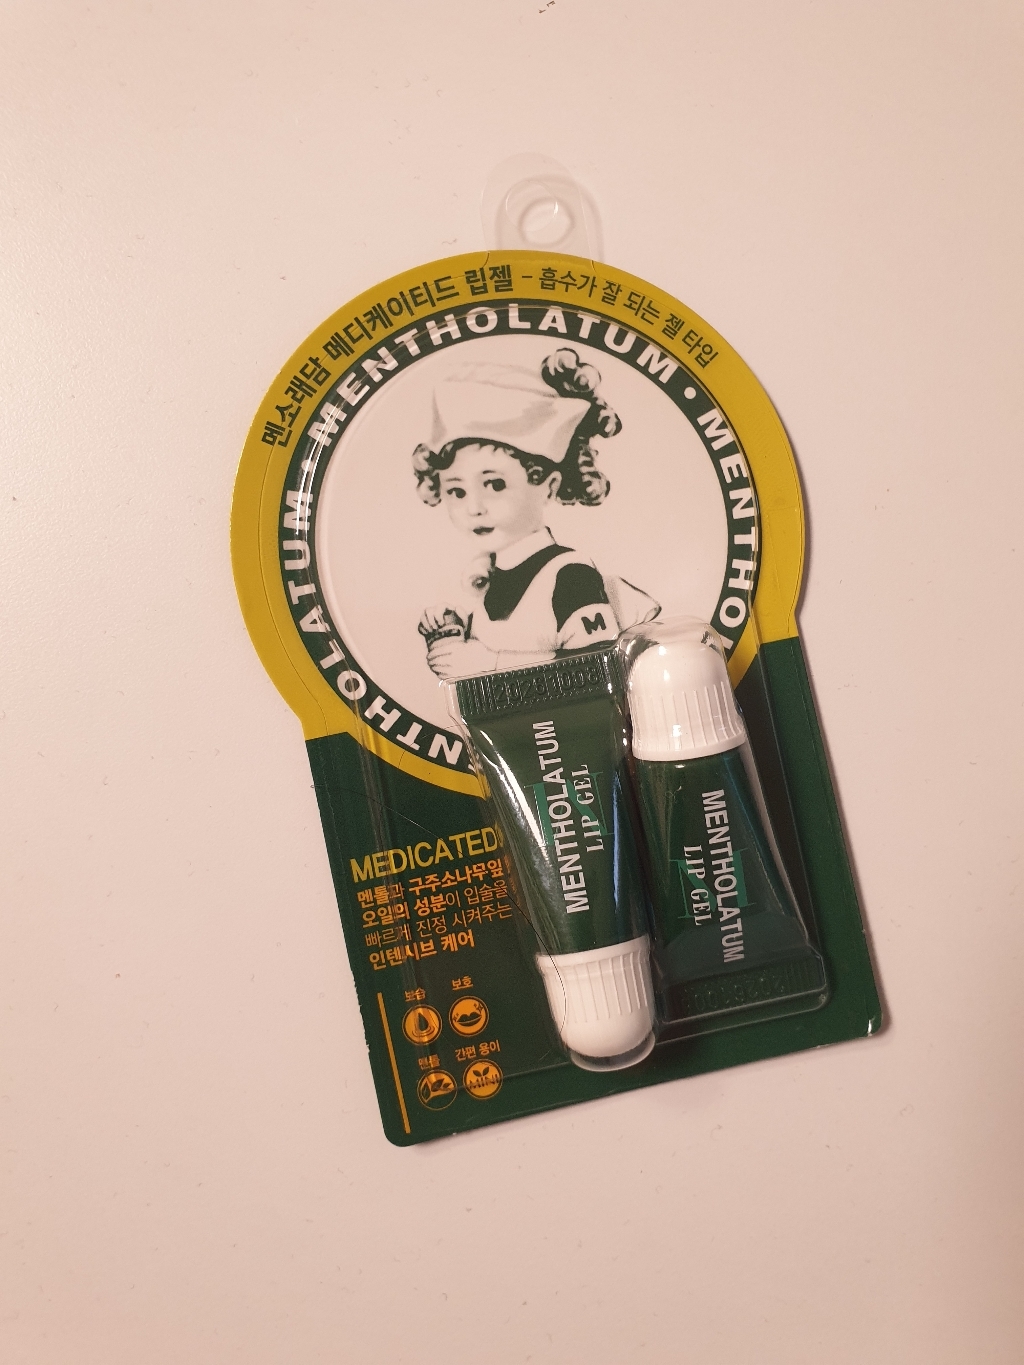 멘소래담 메디케이티드 립젤 - 흡수가 잘 되는 젤 타입
MENTHOLATUM • MENTHOLATUM • MENTHO
M
MENTHOLATUM
LIP GEL
MENTHOLATUM
LIP GEL
MEDICATED
멘톨과 구주소나무잎
오일의 성분이 입술을
빠르게 진정 시켜주는
인텐시브 케어
보습
보호
멘톨
간편 용이
MINI